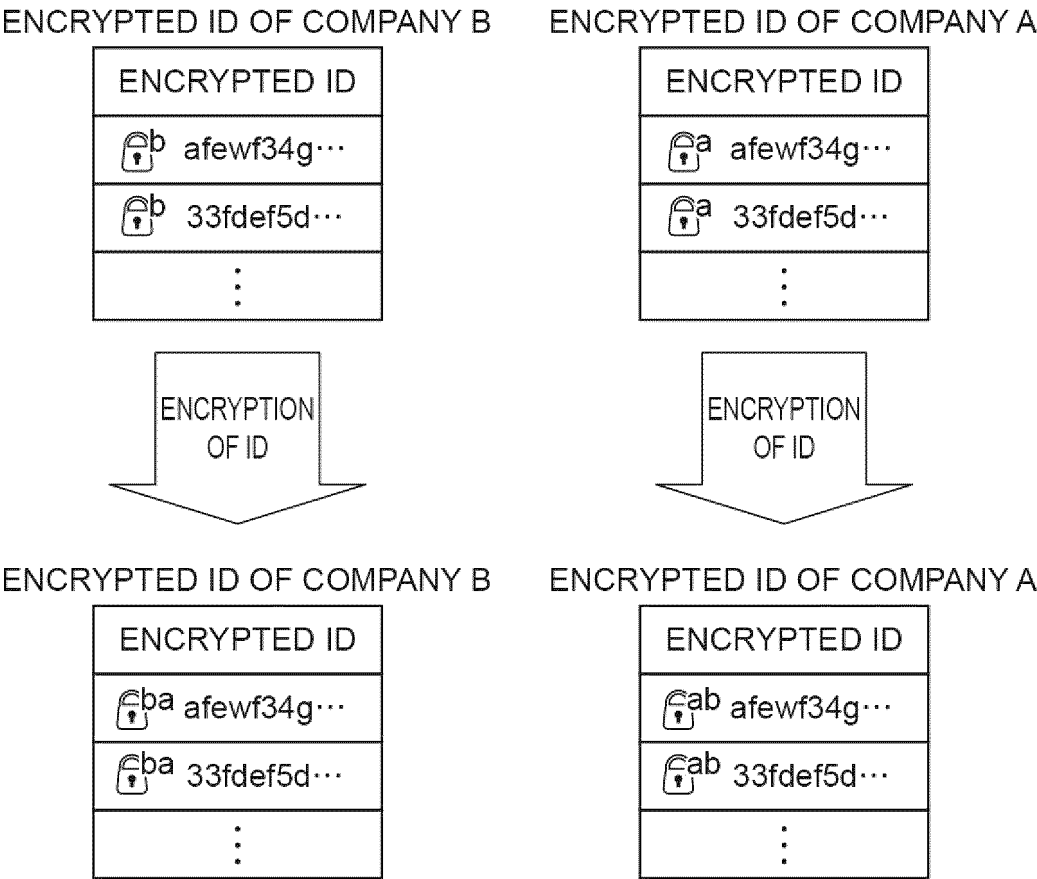 ENCRYPTED ID OF COMPANY B
ENCRYPTED ID
b afewf34g···
b 33fdef5d···
ENCRYPTION
OF ID
ENCRYPTED ID OF COMPANY B
ENCRYPTED ID
ba afewf34g···
ba 33fdef5d···
ENCRYPTED ID OF COMPANY A
ENCRYPTED ID
a afewf34g···
a 33fdef5d···
ENCRYPTION
OF ID
ENCRYPTED ID OF COMPANY A
ENCRYPTED ID
ab afewf34g···
ab 33fdef5d···